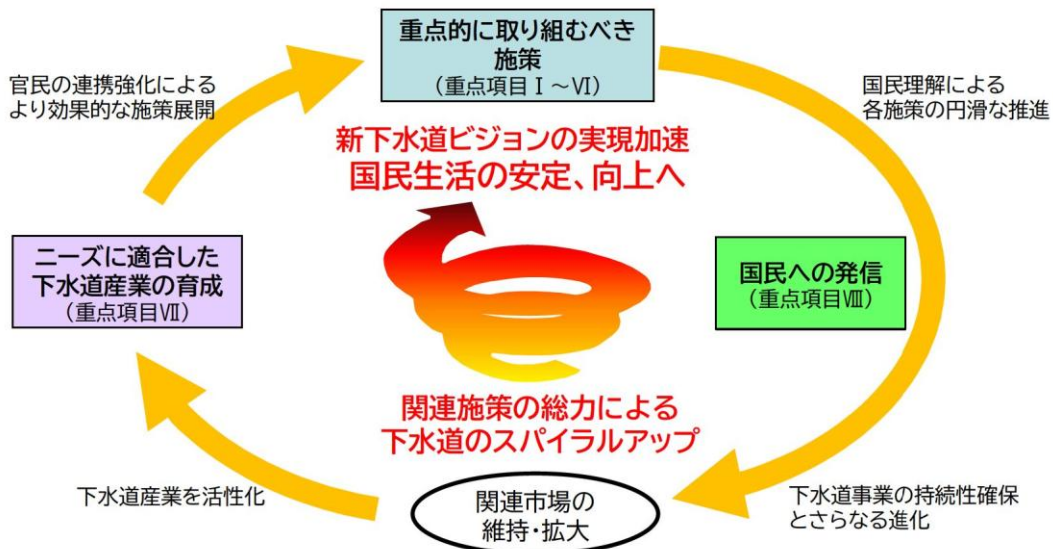 重点的に取り組むべき
施策
（重点項目Ⅰ～Ⅵ）
官民の連携強化による
より効果的な施策展開
国民理解による
各施策の円滑な推進
新下水道ビジョンの実現加速
国民生活の安定、向上へ
ニーズに適合した
下水道産業の育成
（重点項目Ⅶ）
国民への発信
（重点項目Ⅷ）
関連施策の総力による
下水道のスパイラルアップ
下水道産業を活性化
関連市場の
維持・拡大
下水道事業の持続性確保
とさらなる進化